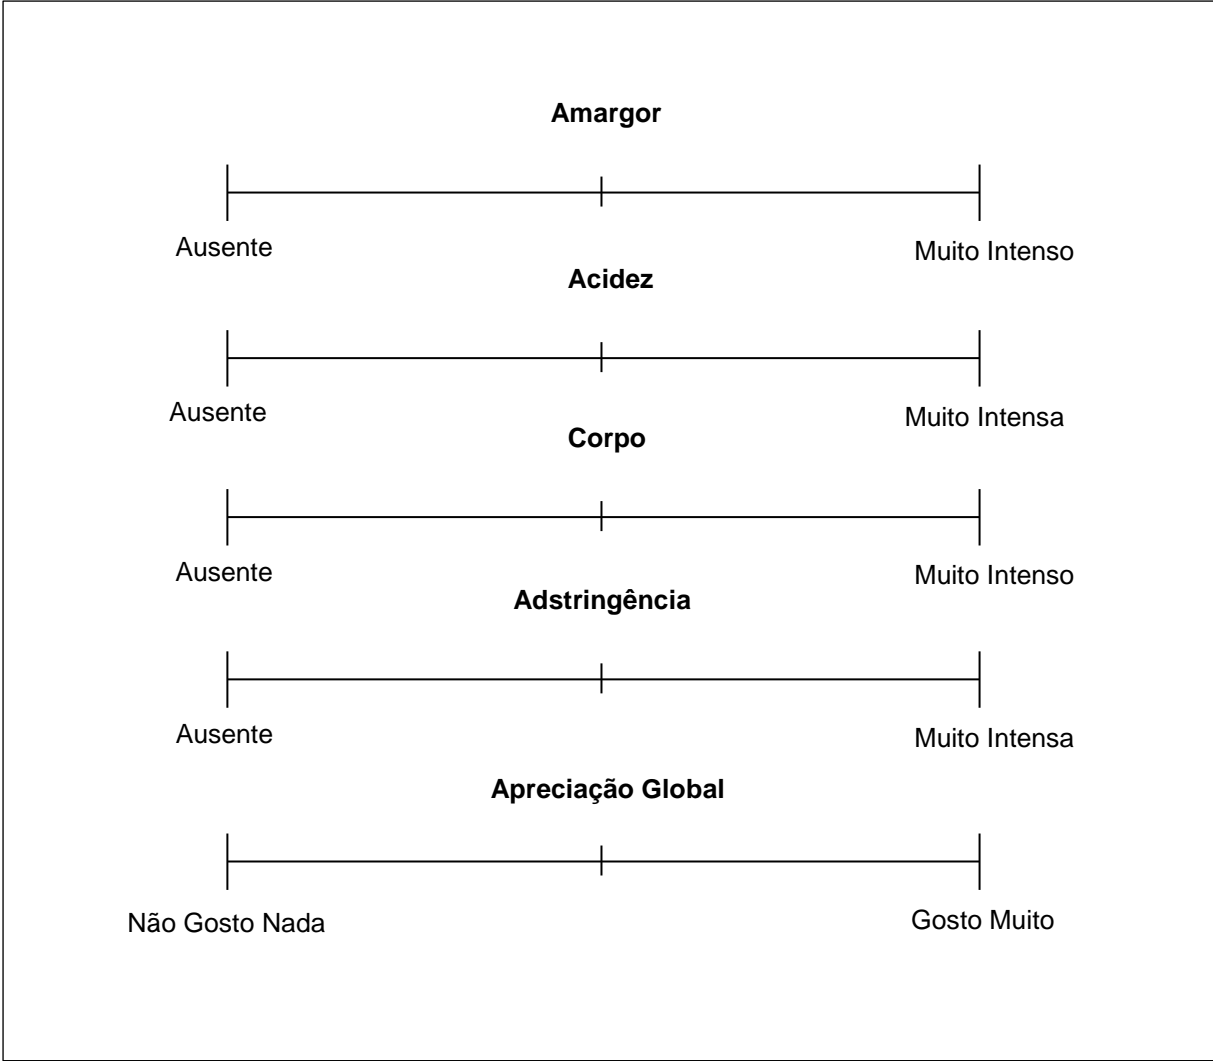 Amargor
Ausente Muito Intenso
Acidez
Ausente Muito Intensa
Corpo
Ausente Muito Intenso
Adstringência
Ausente Muito Intensa
Apreciação Global
Não Gosto Nada Gosto Muito